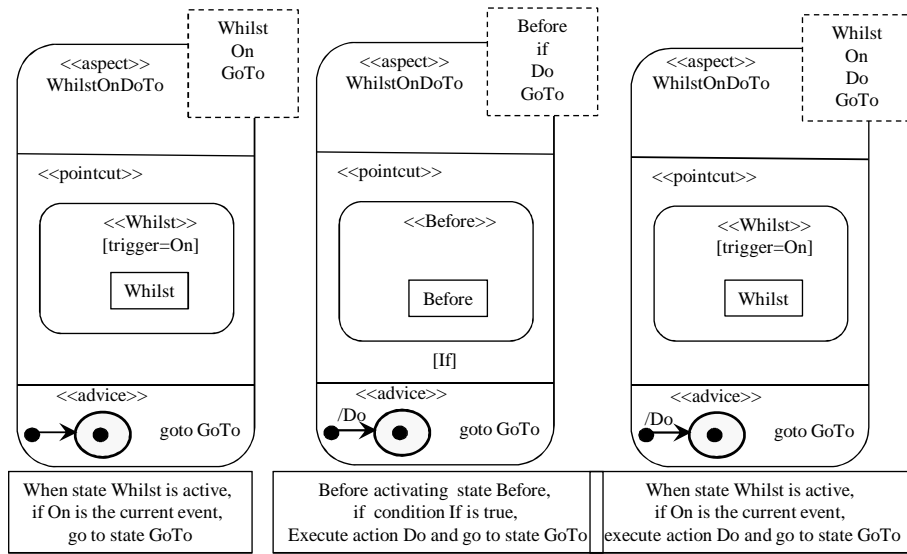 Whilst
On
GoTo
<<aspect>>
WhilstOnDoTo
<<pointcut>>
<<Whilst>>
[trigger=On]
Whilst
<<advice>>
goto GoTo
When state Whilst is active,
if On is the current event,
go to state GoTo
Before
if
Do
GoTo
<<aspect>>
WhilstOnDoTo
<<pointcut>>
<<Before>>
Before
[If]
<<advice>>
/Do
goto GoTo
Before activating state Before,
if condition If is true,
Execute action Do and go to state GoTo
Whilst
On
Do
GoTo
<<aspect>>
WhilstOnDoTo
<<pointcut>>
<<Whilst>>
[trigger=On]
Whilst
<<advice>>
/Do
goto GoTo
When state Whilst is active,
if On is the current event,
execute action Do and go to state GoTo